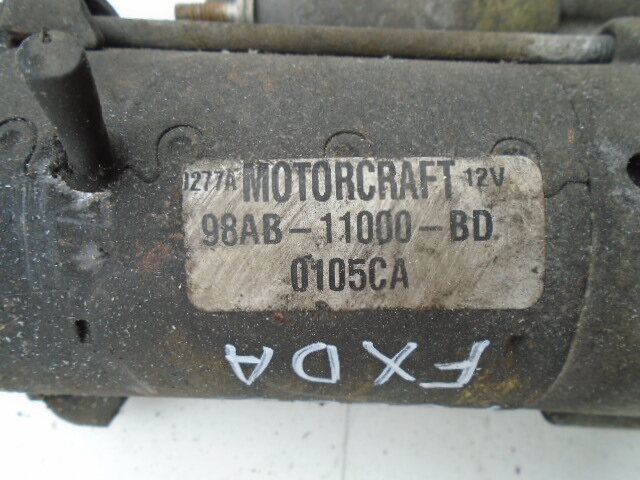 0277A MOTORCRAFT 12V
98AB-11000-BD
0105CA
FXDA